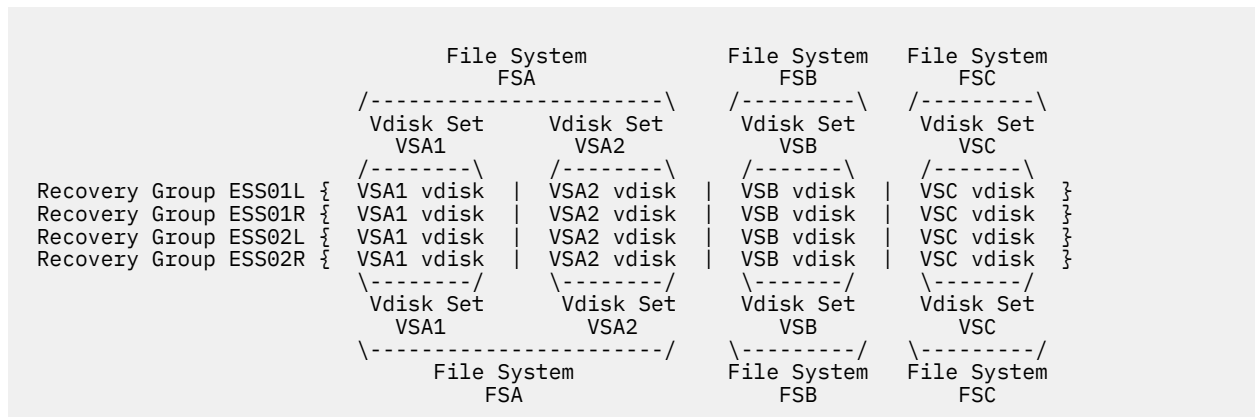 File System             File System   File System
                                           FSA                     FSB           FSC
                               /-----------------------\    /---------\   /---------\
                                Vdisk Set     Vdisk Set      Vdisk Set     Vdisk Set
                                  VSA1          VSA2            VSB           VSC
                               /--------\     /--------\     /-------\     /-------\
Recovery Group ESS01L {  VSA1 vdisk  |  VSA2 vdisk  |  VSB vdisk  |  VSC vdisk  }
Recovery Group ESS01R {  VSA1 vdisk  |  VSA2 vdisk  |  VSB vdisk  |  VSC vdisk  }
Recovery Group ESS02L {  VSA1 vdisk  |  VSA2 vdisk  |  VSB vdisk  |  VSC vdisk  }
Recovery Group ESS02R {  VSA1 vdisk  |  VSA2 vdisk  |  VSB vdisk  |  VSC vdisk  }
                               \--------/     \--------/     \-------/     \-------/
                                Vdisk Set      Vdisk Set     Vdisk Set     Vdisk Set
                                  VSA1           VSA2           VSB           VSC
                               \-----------------------/    \---------/   \---------/
                                      File System              File System   File System
                                          FSA                      FSB           FSC